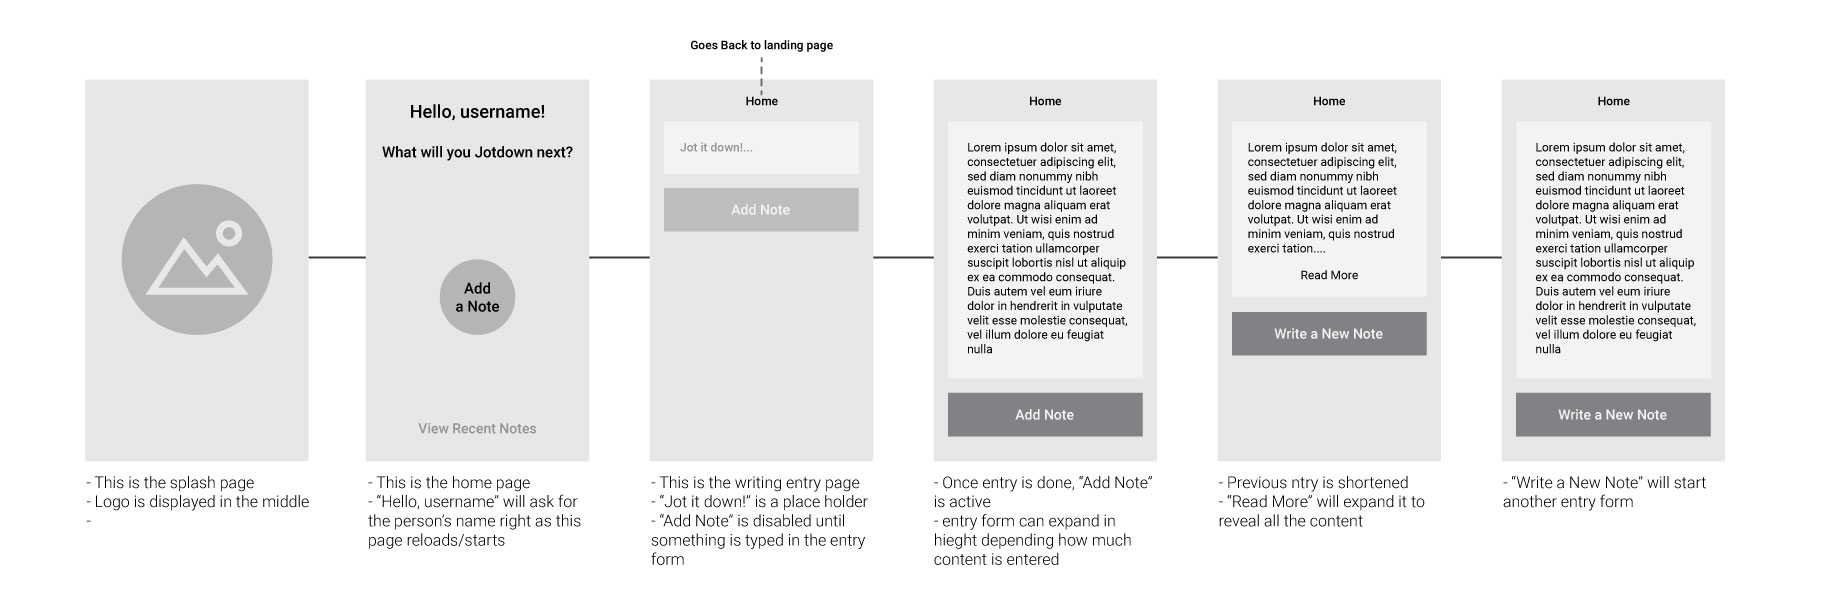 Goes Back to landing page
Hello, username!
What will you Jotdown next?
Add
a Note
View Recent Notes
Home
Jot it down!...
Add Note
Home
Lorem ipsum dolor sit amet,
consectetuer adipiscing elit,
sed diam nonummy nibh
euismod tincidunt ut laoreet
dolore magna aliquam erat
volutpat. Ut wisi enim ad
minim veniam, quis nostrud
exerci tation ullamcorper
suscipit lobortis nisl ut aliquip
ex ea commodo consequat.
Duis autem vel eum iriure
dolor in hendrerit in vulputate
velit esse molestie consequat,
vel illum dolore eu feugiat
nulla
Add Note
Home
Lorem ipsum dolor sit amet,
consectetuer adipiscing elit,
sed diam nonummy nibh
euismod tincidunt ut laoreet
dolore magna aliquam erat
volutpat. Ut wisi enim ad
minim veniam, quis nostrud
exerci tation....
Read More
Write a New Note
Home
Lorem ipsum dolor sit amet,
consectetuer adipiscing elit,
sed diam nonummy nibh
euismod tincidunt ut laoreet
dolore magna aliquam erat
volutpat. Ut wisi enim ad
minim veniam, quis nostrud
exerci tation ullamcorper
suscipit lobortis nisl ut aliquip
ex ea commodo consequat.
Duis autem vel eum iriure
dolor in hendrerit in vulputate
velit esse molestie consequat,
vel illum dolore eu feugiat
nulla
Write a New Note
- This is the splash page
- Logo is displayed in the middle
-
- This is the home page
- “Hello, username” will ask for
the person’s name right as this
page reloads/starts
- This is the writing entry page
- “Jot it down!” is a place holder
- “Add Note” is disabled until
something is typed in the entry
form
- Once entry is done, “Add Note”
is active
- entry form can expand in
hieght depending how much
content is entered
- Previous ntry is shortened
- “Read More” will expand it to
reveal all the content
- “Write a New Note” will start
another entry form